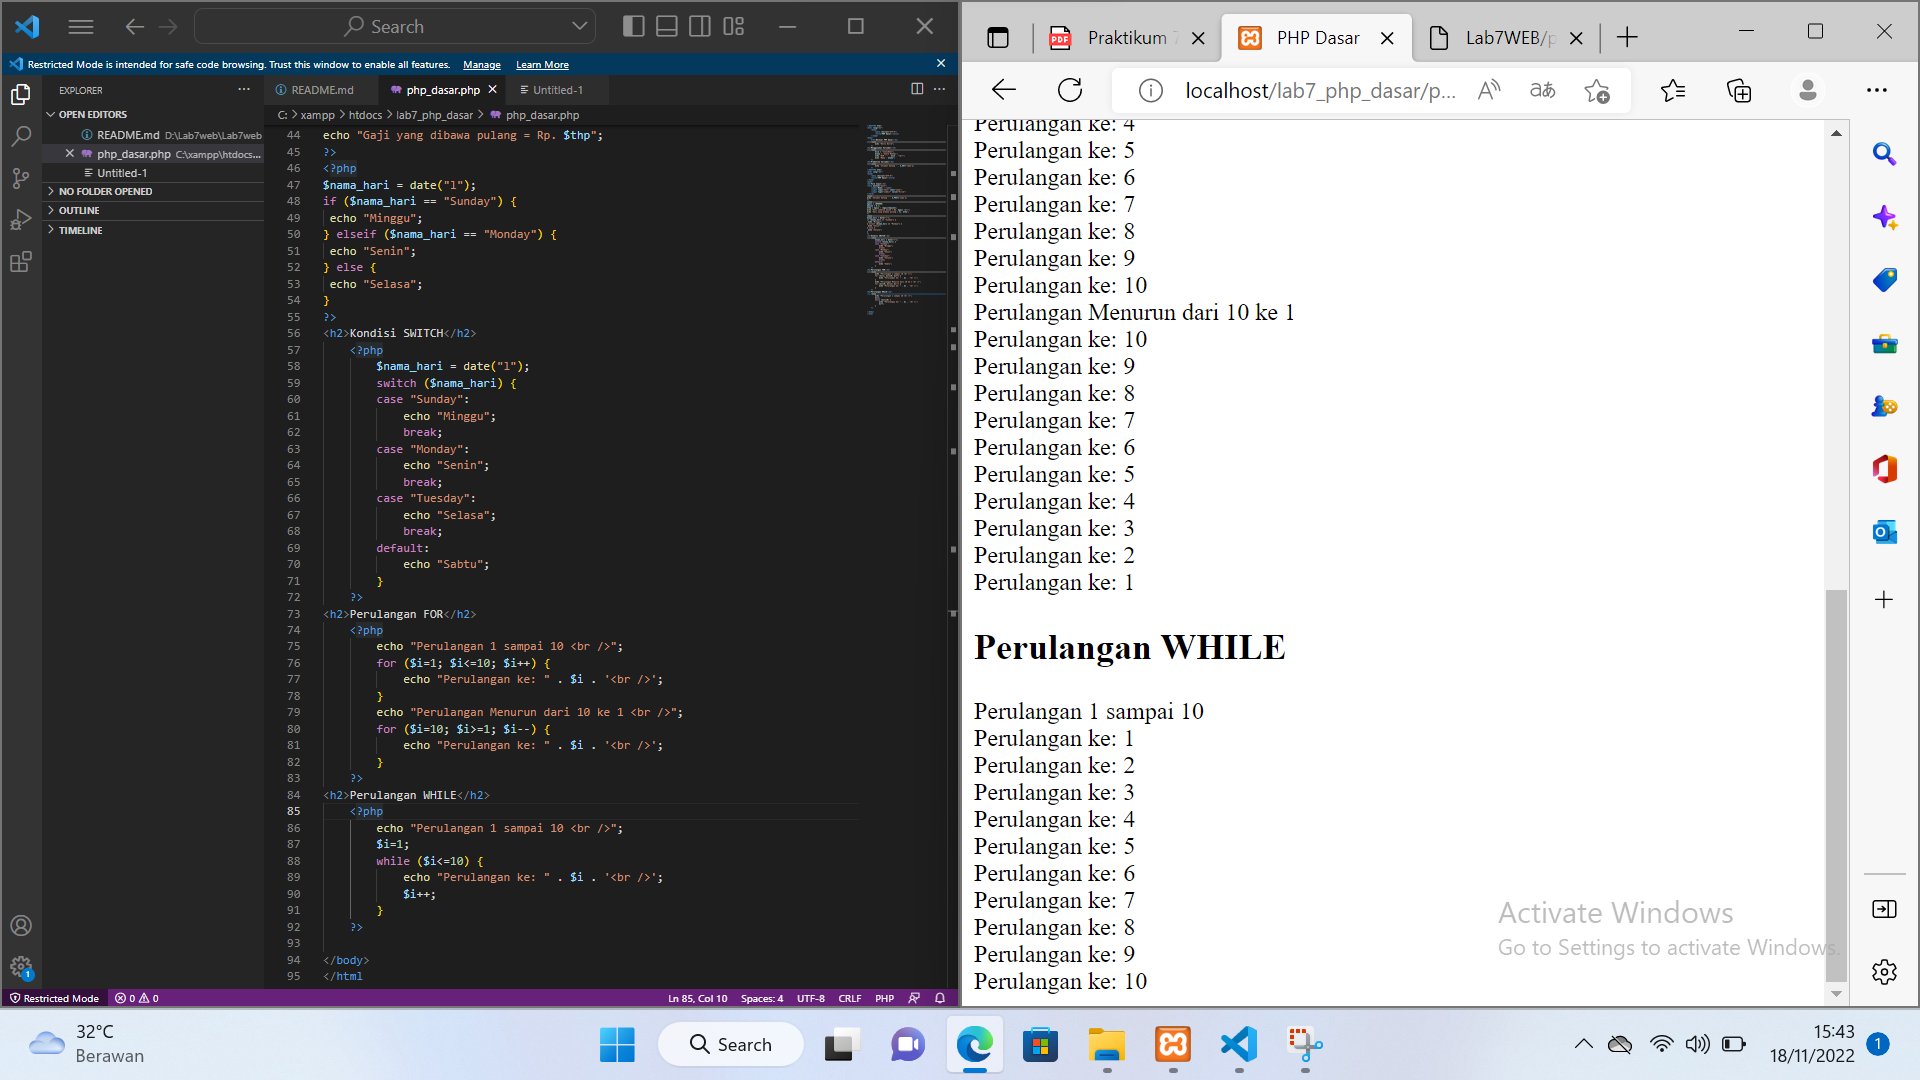 Search
Restricted Mode is intended for safe code browsing. Trust this window to enable all features. Manage Learn More
EXPLORER
OPEN EDITORS
README.md D:\Lab7web\Lab7web
php_dasar.php C:\xampp\htdocs...
Untitled-1
NO FOLDER OPENED
OUTLINE
TIMELINE
README.md php_dasar.php Untitled-1
C: > xampp > htdocs > lab7_php_dasar > php_dasar.php
44 echo "Gaji yang dibawa pulang = Rp. $thp";
45 ?>
46 <?php
47 $nama_hari = date("l");
48 if ($nama_hari == "Sunday") {
49 echo "Minggu";
50 } elseif ($nama_hari == "Monday") {
51 echo "Senin";
52 } else {
53 echo "Selasa";
54 }
55 ?>
56 <h2>Kondisi SWITCH</h2>
57 <?php
58 $nama_hari = date("l");
59 switch ($nama_hari) {
60 case "Sunday":
61 echo "Minggu";
62 break;
63 case "Monday":
64 echo "Senin";
65 break;
66 case "Tuesday":
67 echo "Selasa";
68 break;
69 default:
70 echo "Sabtu";
71 }
72 ?>
73 <h2>Perulangan FOR</h2>
74 <?php
75 echo "Perulangan 1 sampai 10 <br />";
76 for ($i=1; $i<=10; $i++) {
77 echo "Perulangan ke: " . $i . '<br />';
78 }
79 echo "Perulangan Menurun dari 10 ke 1 <br />";
80 for ($i=10; $i>=1; $i--) {
81 echo "Perulangan ke: " . $i . '<br />';
82 }
83 ?>
84 <h2>Perulangan WHILE</h2>
85 <?php
86 echo "Perulangan 1 sampai 10 <br />";
87 $i=1;
88 while ($i<=10) {
89 echo "Perulangan ke: " . $i . '<br />';
90 $i++;
91 }
92 ?>
93
94 </body>
95 </html
Restricted Mode 0 0 Ln 85, Col 10 Spaces: 4 UTF-8 CRLF PHP
Praktikum 7 PHP Dasar Lab7WEB/p
localhost/lab7_php_dasar/p...
Perulangan ke: 4
Perulangan ke: 5
Perulangan ke: 6
Perulangan ke: 7
Perulangan ke: 8
Perulangan ke: 9
Perulangan ke: 10
Perulangan Menurun dari 10 ke 1
Perulangan ke: 10
Perulangan ke: 9
Perulangan ke: 8
Perulangan ke: 7
Perulangan ke: 6
Perulangan ke: 5
Perulangan ke: 4
Perulangan ke: 3
Perulangan ke: 2
Perulangan ke: 1
Perulangan WHILE
Perulangan 1 sampai 10
Perulangan ke: 1
Perulangan ke: 2
Perulangan ke: 3
Perulangan ke: 4
Perulangan ke: 5
Perulangan ke: 6
Perulangan ke: 7
Perulangan ke: 8
Perulangan ke: 9
Perulangan ke: 10
Activate Windows
Go to Settings to activate Windows.
32°C
Berawan
Search
15:43
18/11/2022
1